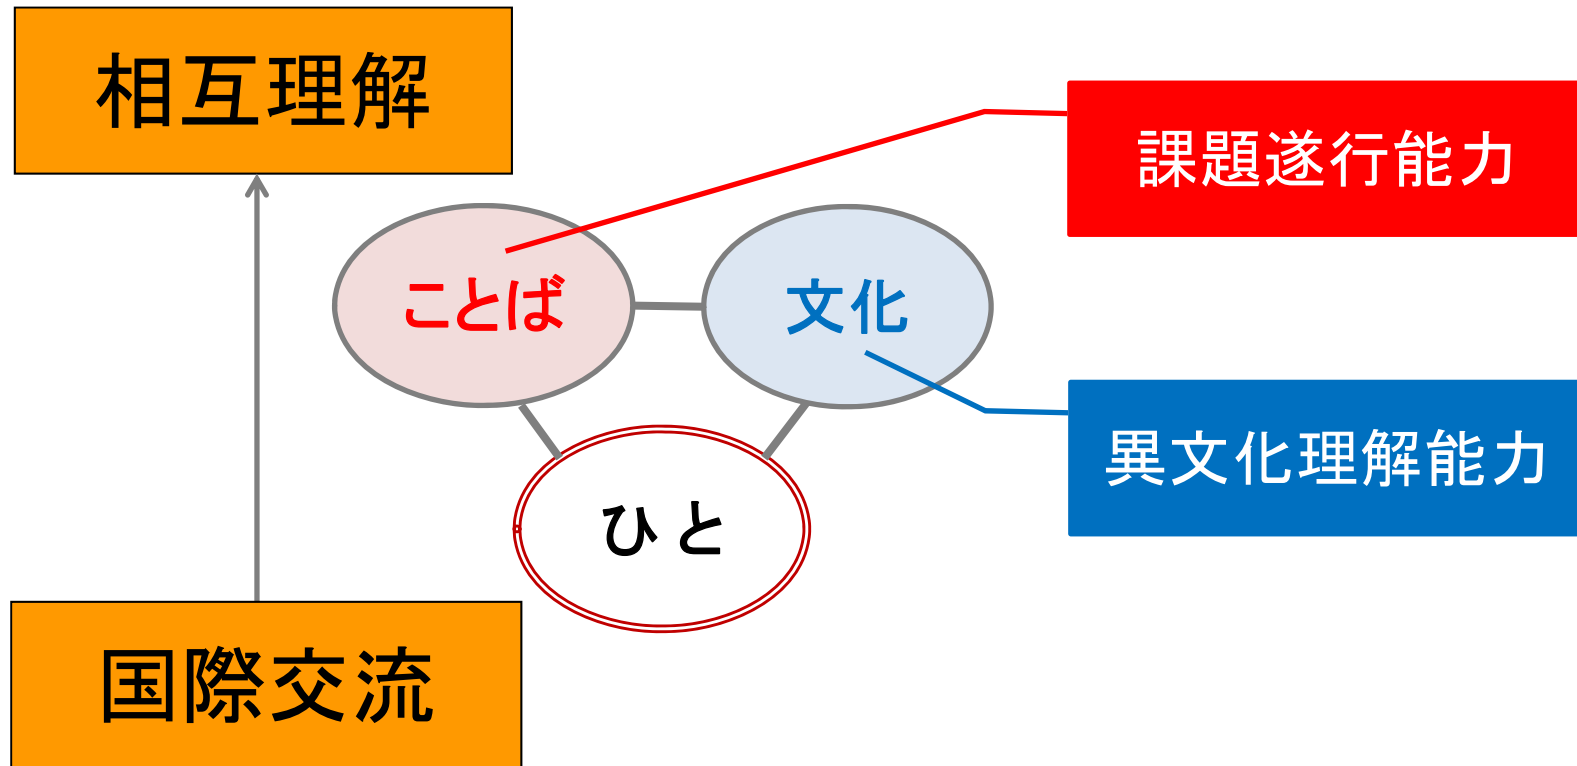 相互理解
課題遂行能力
ことば
文化
異文化理解能力
ひと
国際交流